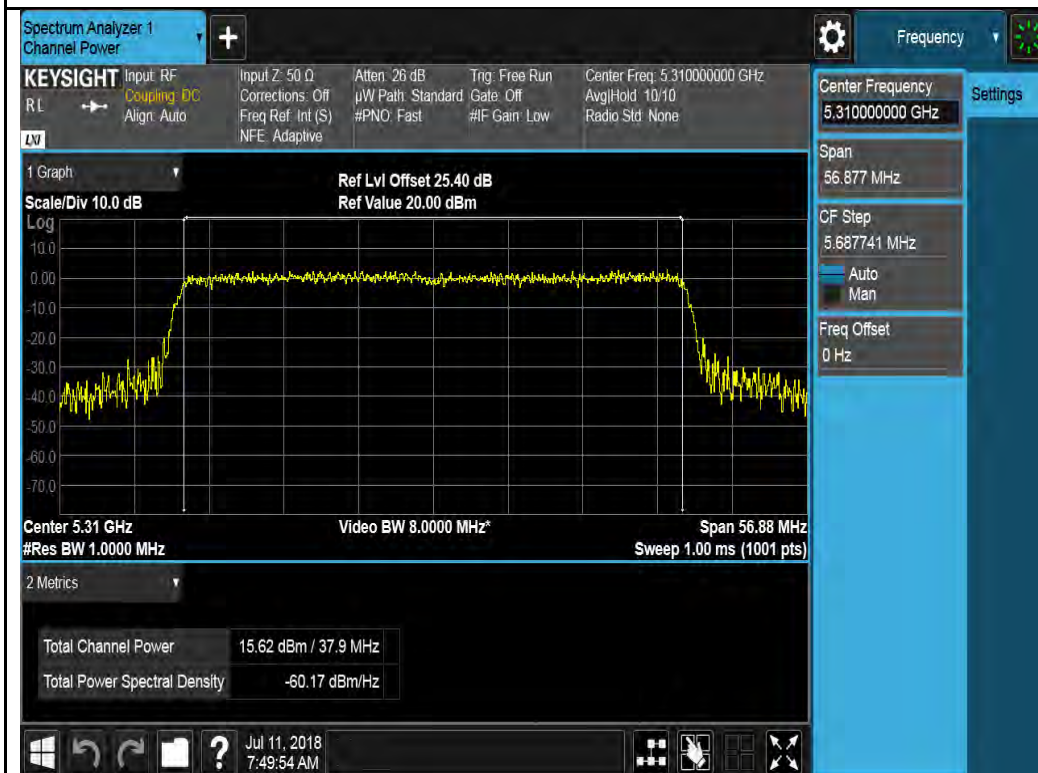 Spectrum Analyzer 1
Channel Power
+
Frequency
KEYSIGHT
R L
LXI
Input: RF
Coupling: DC
Align: Auto
Input Z: 50 Ω
Corrections: Off
Freq Ref: Int (S)
NFE: Adaptive
Atten: 26 dB
µW Path: Standard
#PNO: Fast
Trig: Free Run
Gate: Off
#IF Gain: Low
Center Freq: 5.310000000 GHz
Avg|Hold: 10/10
Radio Std: None
Center Frequency
5.310000000 GHz
Settings
Span
56.877 MHz
CF Step
5.687741 MHz
Auto
Man
Freq Offset
0 Hz
1 Graph
Scale/Div 10.0 dB
Ref Lvl Offset 25.40 dB
Ref Value 20.00 dBm
Log
10.0
0.00
-10.0
-20.0
-30.0
-40.0
-50.0
-60.0
-70.0
Center 5.31 GHz
#Res BW 1.0000 MHz
Video BW 8.0000 MHz*
Span 56.88 MHz
Sweep 1.00 ms (1001 pts)
2 Metrics
Total Channel Power 15.62 dBm / 37.9 MHz
Total Power Spectral Density -60.17 dBm/Hz
?
Jul 11, 2018
7:49:54 AM